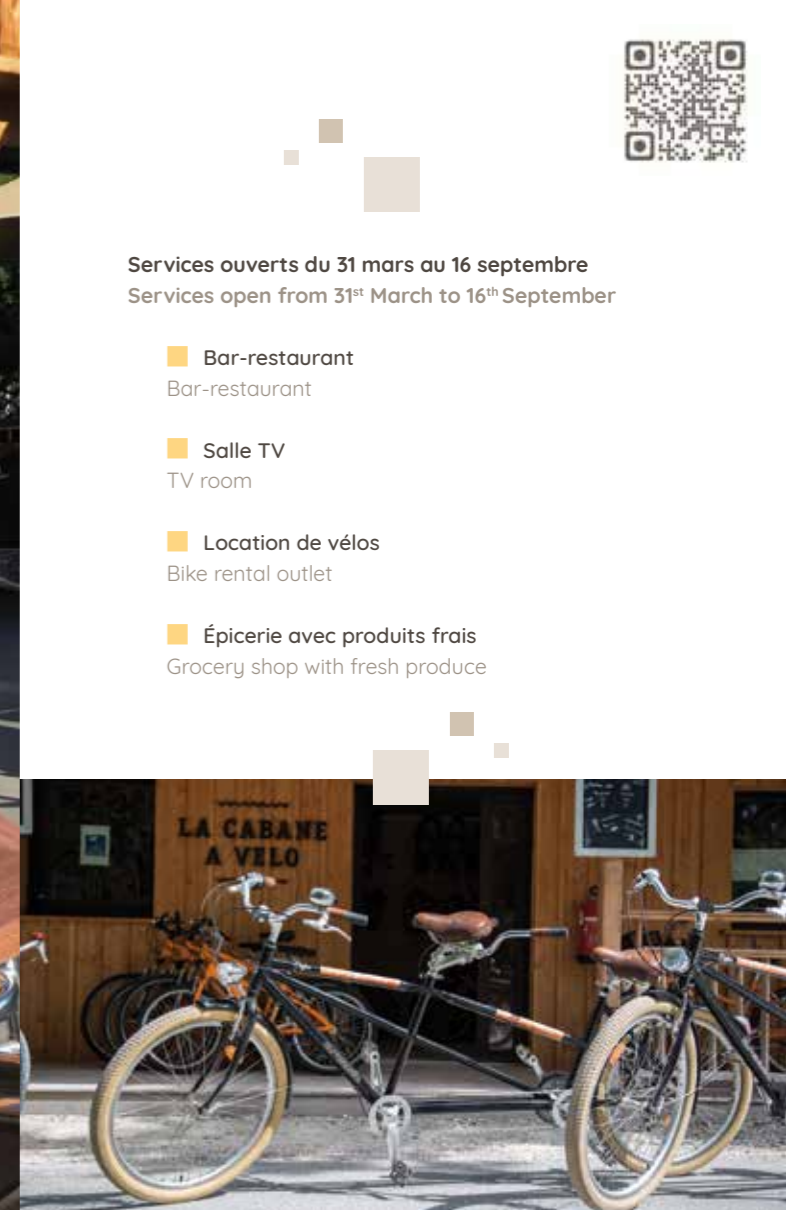 Services ouverts du 31 mars au 16 septembre
Services open from 31st March to 16th September
Bar-restaurant
Bar-restaurant
Salle TV
TV room
Location de vélos
Bike rental outlet
Épicerie avec produits frais
Grocery shop with fresh produce
LA CABANE
A VELO